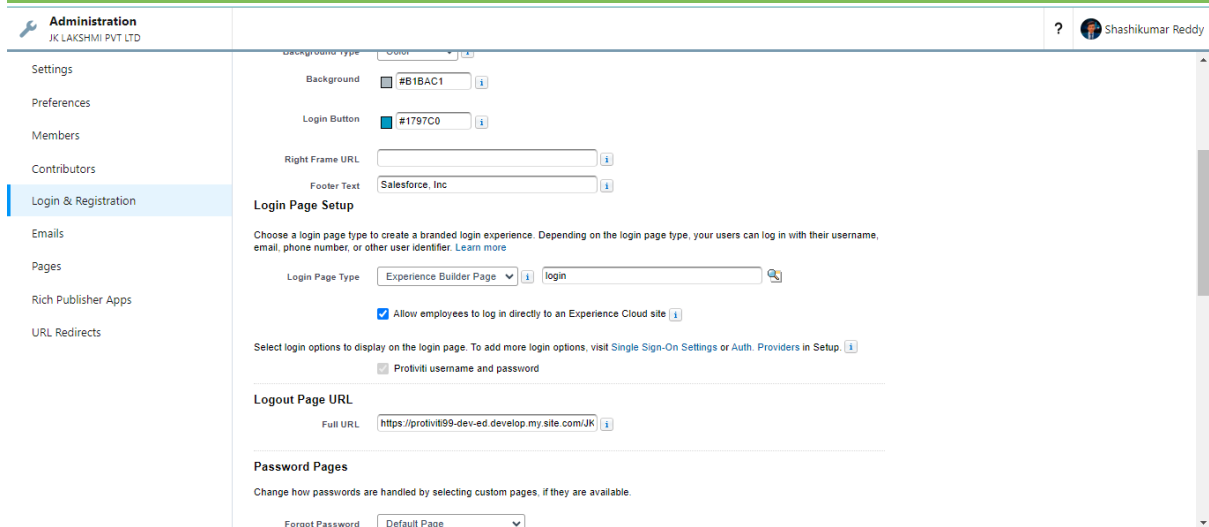 Administration
JK LAKSHMI PVT LTD
?
Shashikumar Reddy
Settings
Preferences
Members
Contributors
Login & Registration
Emails
Pages
Rich Publisher Apps
URL Redirects
Background Type
Color
Background
#B1BAC1
Login Button
#1797C0
Right Frame URL
Footer Text
Salesforce, Inc
Login Page Setup
Choose a login page type to create a branded login experience. Depending on the login page type, your users can log in with their username,
email, phone number, or other user identifier. Learn more
Login Page Type
Experience Builder Page
login
Allow employees to log in directly to an Experience Cloud site
Select login options to display on the login page. To add more login options, visit Single Sign-On Settings or Auth. Providers in Setup.
Protiviti username and password
Logout Page URL
Full URL
https://protiviti99-dev-ed.develop.my.site.com/JK
Password Pages
Change how passwords are handled by selecting custom pages, if they are available.
Forgot Password
Default Page